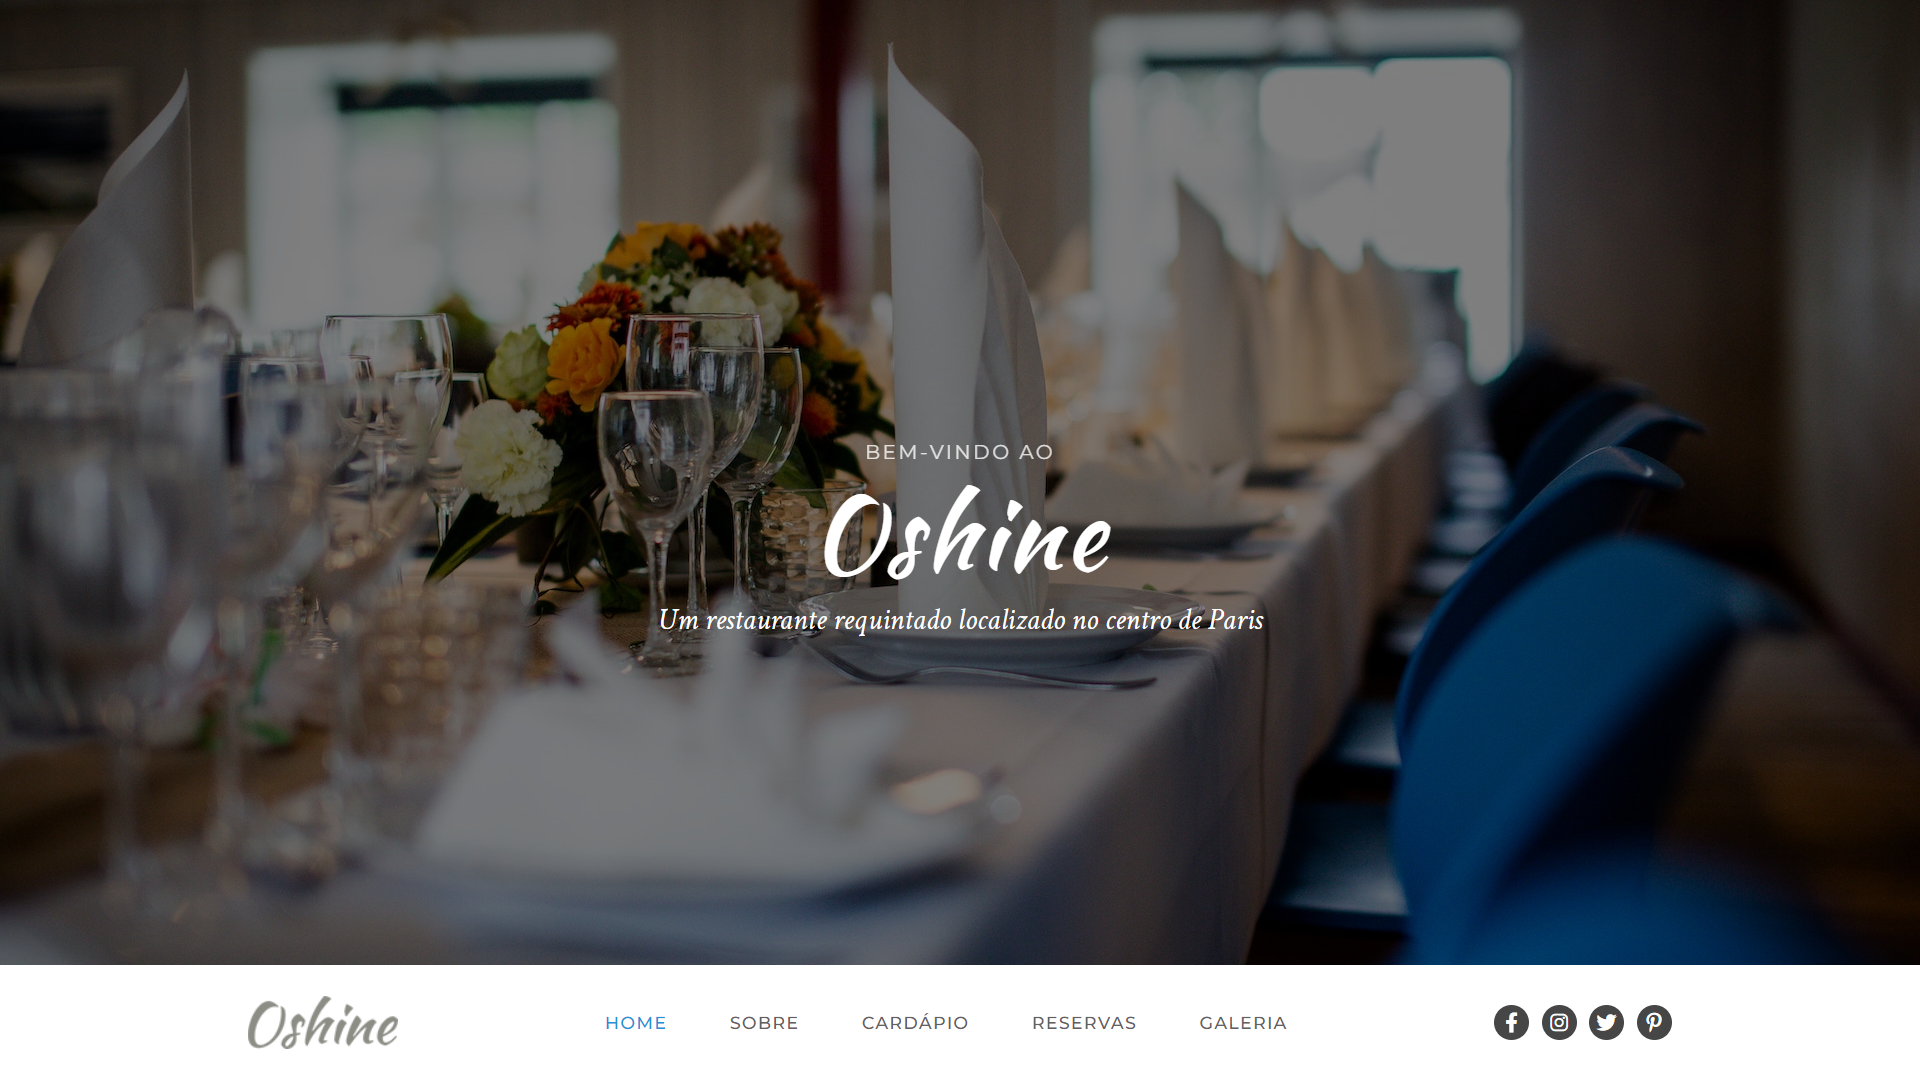 BEM-VINDO AO
Oshine
Um restaurante requintado localizado no centro de Paris
Oshine
HOME SOBRE CARDÁPIO RESERVAS GALERIA